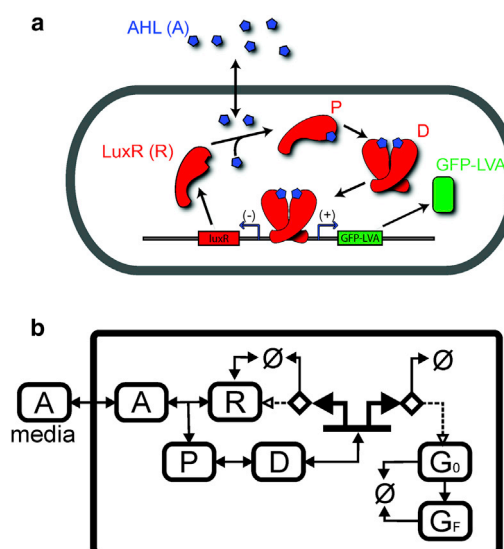 a
AHL (A)
P
D
LuxR (R)
GFP-LVA
(-)
(+)
luxR
GFP-LVA
b
Ø
Ø
A
A
R
media
P
D
G0
Ø
GF